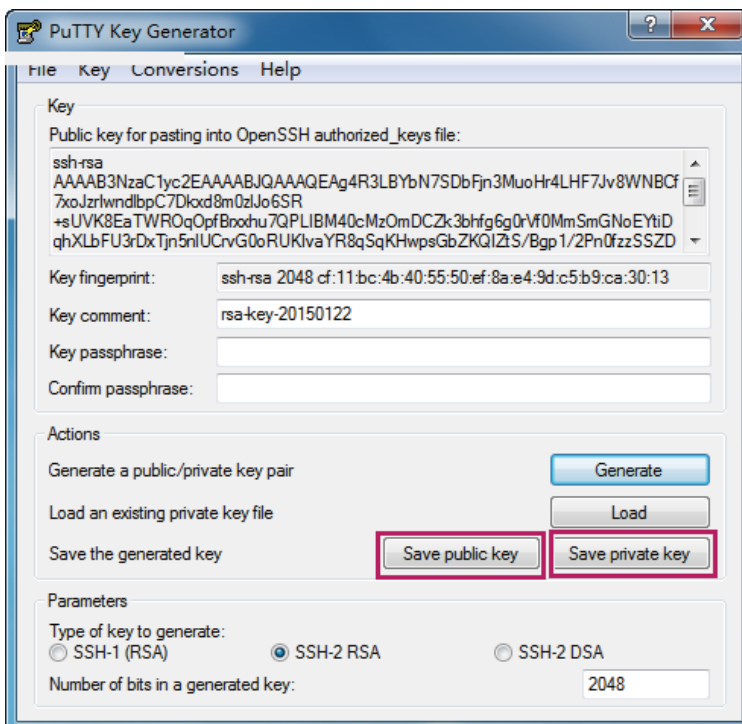 PuTTY Key Generator
File Key Conversions Help
Key
Public key for pasting into OpenSSH authorized_keys file:
ssh-rsa
AAAAB3NzaC1yc2EAAAABJQAAAQEAg4R3LBYbN7SDbFjn3MuoHr4LHF7Jv8WNBCf
7xoJzrIwndlbpC7Dkxd8m0zlJo6SR
+sUVK8EaTWROqOpfBrxxhu7QPLIBM40cMzOmDCZk3bhfg6g0rVf0MmSmGNoEYtiD
qhXLbFU3rDxTjn5nIUCrvG0oRUKIvaYR8qSqKHwpsGbZKQIZtS/Bgp1/2Pn0fzzSSZD
Key fingerprint: ssh-rsa 2048 cf:11:bc:4b:40:55:50:ef:8a:e4:9d:c5:b9:ca:30:13
Key comment: rsa-key-20150122
Key passphrase:
Confirm passphrase:
Actions
Generate a public/private key pair Generate
Load an existing private key file Load
Save the generated key Save public key Save private key
Parameters
Type of key to generate:
SSH-1 (RSA) SSH-2 RSA SSH-2 DSA
Number of bits in a generated key: 2048